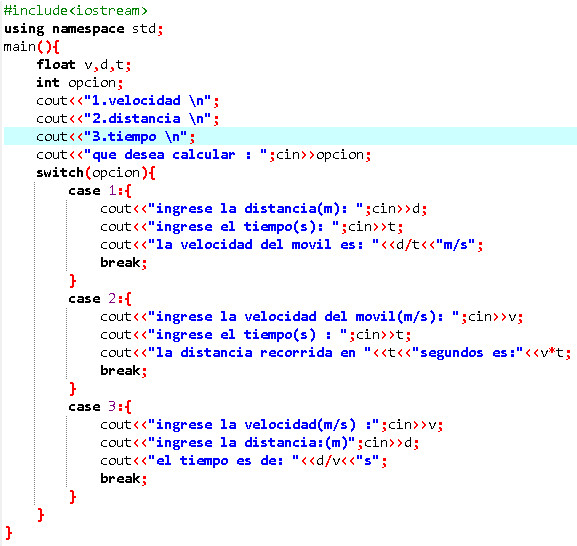 #include<iostream>
using namespace std;
main(){
float v,d,t;
int opcion;
cout<<"1.velocidad \n";
cout<<"2.distancia \n";
cout<<"3.tiempo \n";
cout<<"que desea calcular : ";cin>>opcion;
switch(opcion){
case 1:{
cout<<"ingrese la distancia(m): ";cin>>d;
cout<<"ingrese el tiempo(s): ";cin>>t;
cout<<"la velocidad del movil es: "<<d/t<<"m/s";
break;
}
case 2:{
cout<<"ingrese la velocidad del movil(m/s): ";cin>>v;
cout<<"ingrese el tiempo(s) : ";cin>>t;
cout<<"la distancia recorrida en "<<t<<"segundos es:"<<v*t;
break;
}
case 3:{
cout<<"ingrese la velocidad(m/s) :";cin>>v;
cout<<"ingrese la distancia:(m)";cin>>d;
cout<<"el tiempo es de: "<<d/v<<"s";
break;
}
}
}